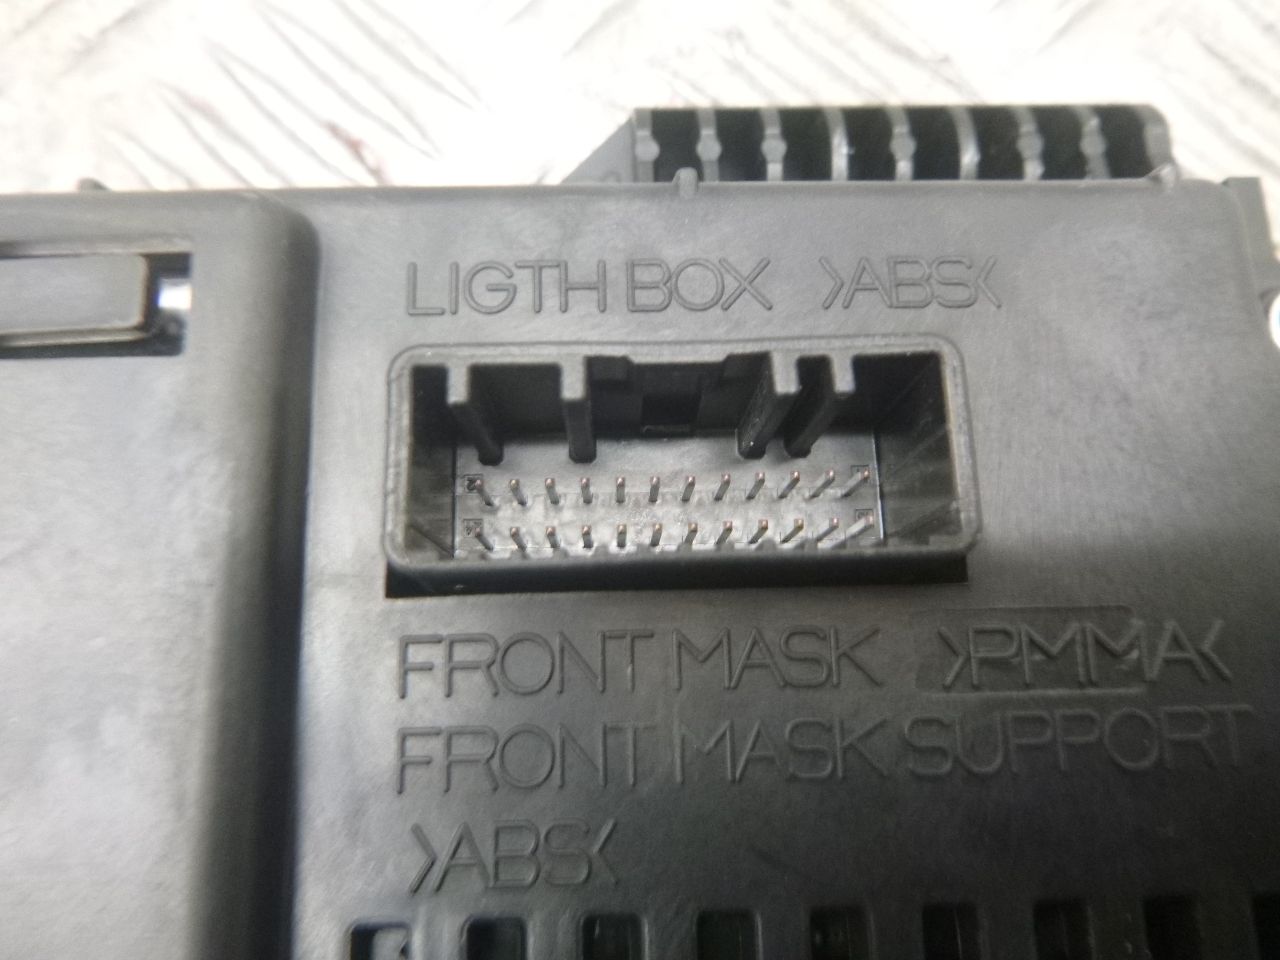 LIGTH BOX >ABS<
FRONT MASK >PMMA<
FRONT MASK SUPPORT
>ABS<